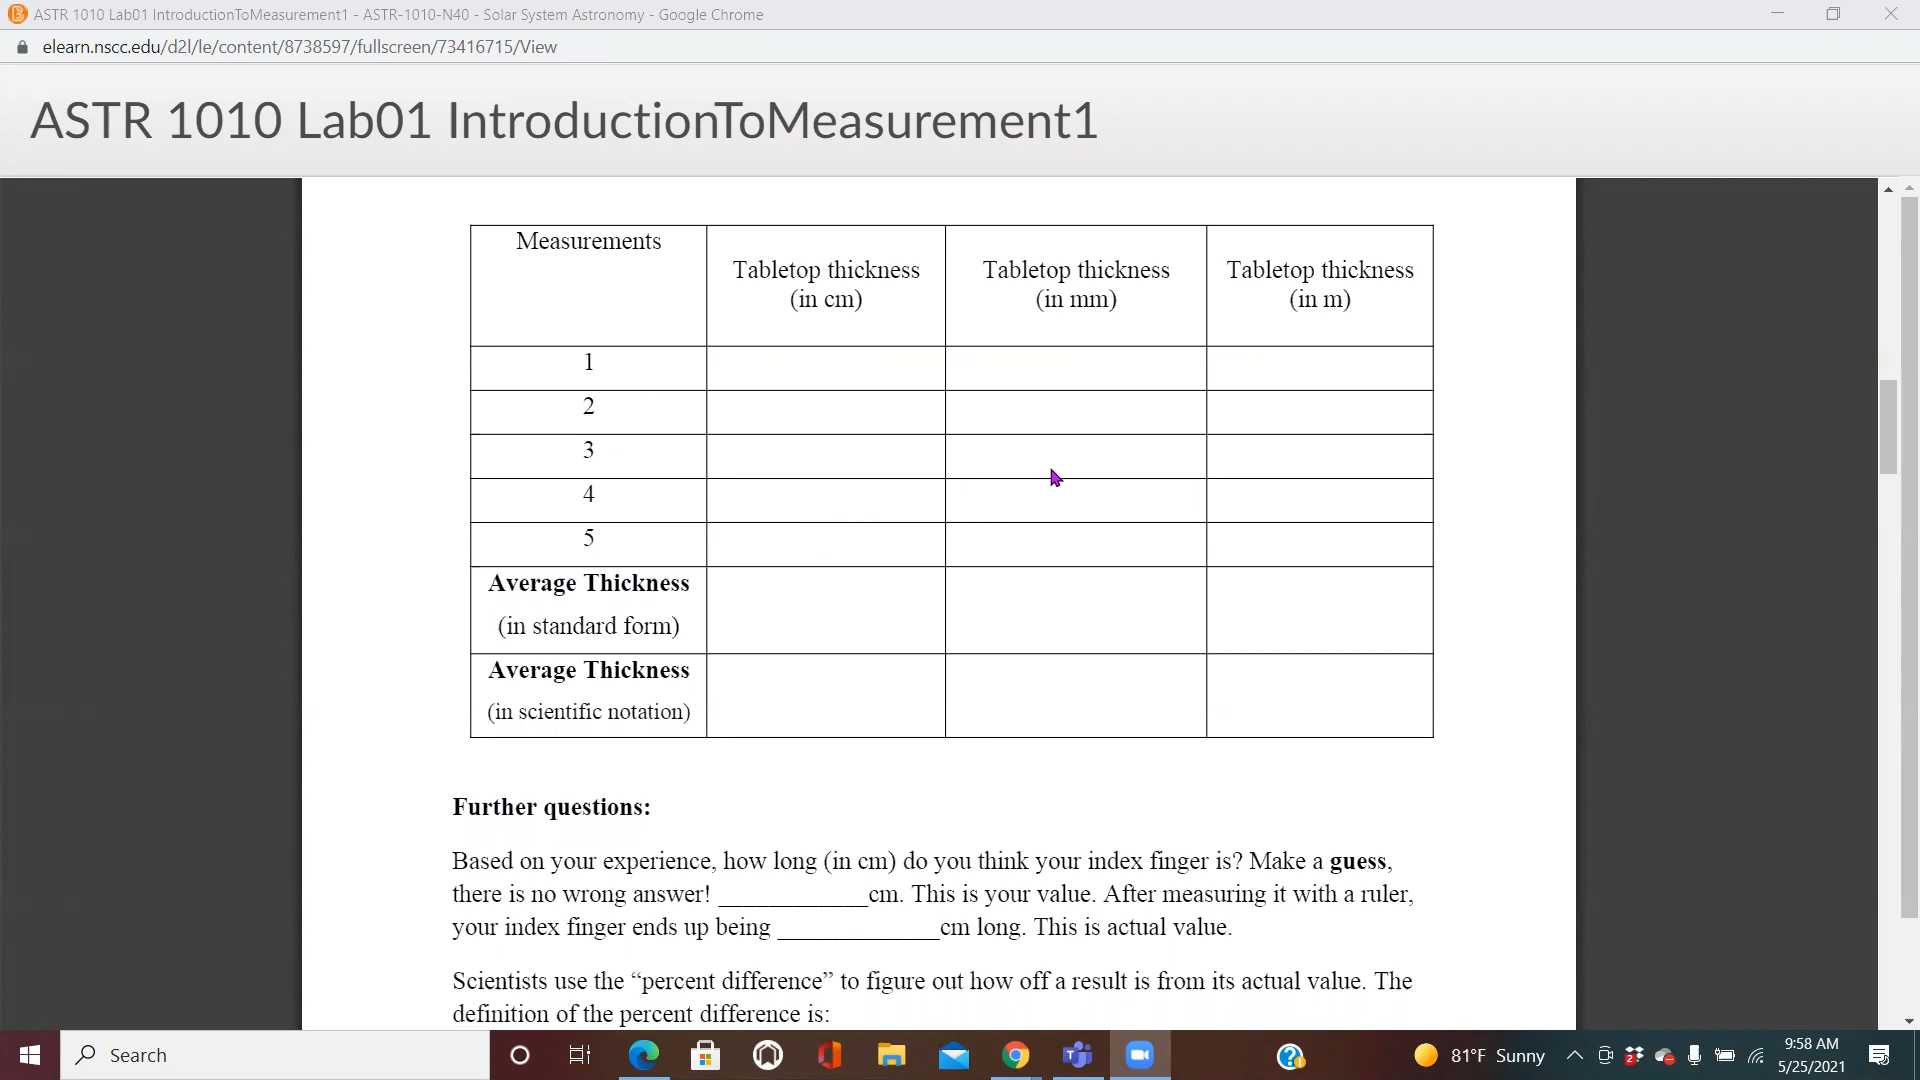 ASTR 1010 Lab01 IntroductionToMeasurement1 - ASTR-1010-N40 - Solar System Astronomy - Google Chrome
elearn.nscc.edu/d2l/le/content/8738597/fullscreen/73416715/View
ASTR 1010 Lab01 IntroductionToMeasurement1
Measurements
Tabletop thickness Tabletop thickness Tabletop thickness
(in cm) (in mm) (in m)
1
2
3
4
5
Average Thickness
(in standard form)
Average Thickness
(in scientific notation)
Further questions:
Based on your experience, how long (in cm) do you think your index finger is? Make a guess,
there is no wrong answer! ____________cm. This is your value. After measuring it with a ruler,
your index finger ends up being _____________cm long. This is actual value.
Scientists use the “percent difference” to figure out how off a result is from its actual value. The
definition of the percent difference is:
Search
81°F Sunny
2
9:58 AM
5/25/2021